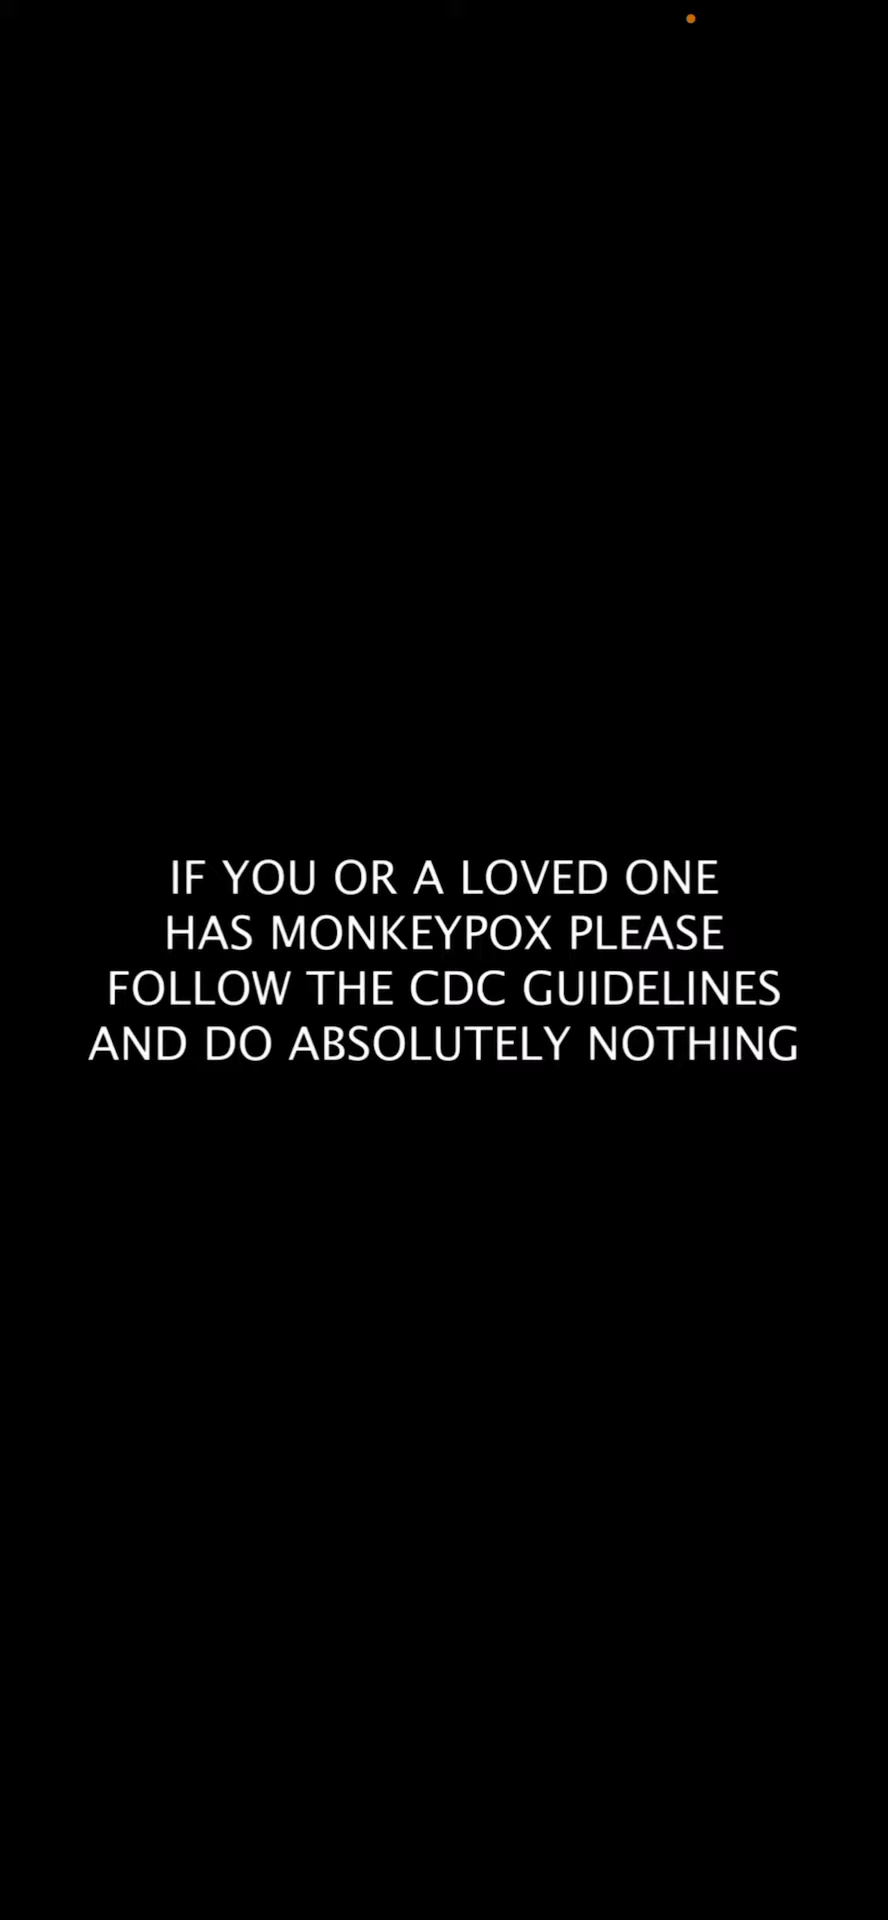 IF YOU OR A LOVED ONE
HAS MONKEYPOX PLEASE
FOLLOW THE CDC GUIDELINES
AND DO ABSOLUTELY NOTHING